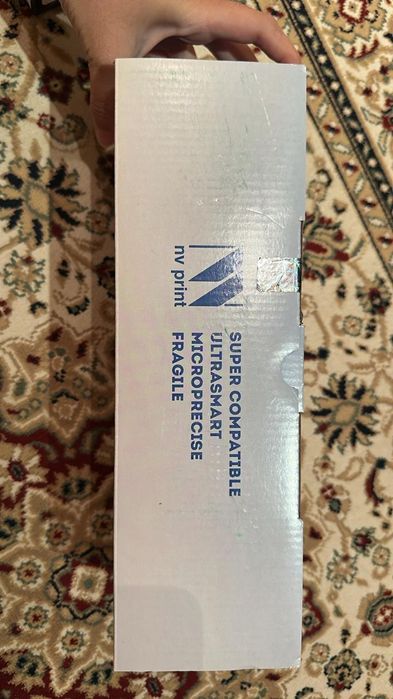 nv print
SUPER COMPATIBLE
ULTRASMART
MICROPRECISE
FRAGILE